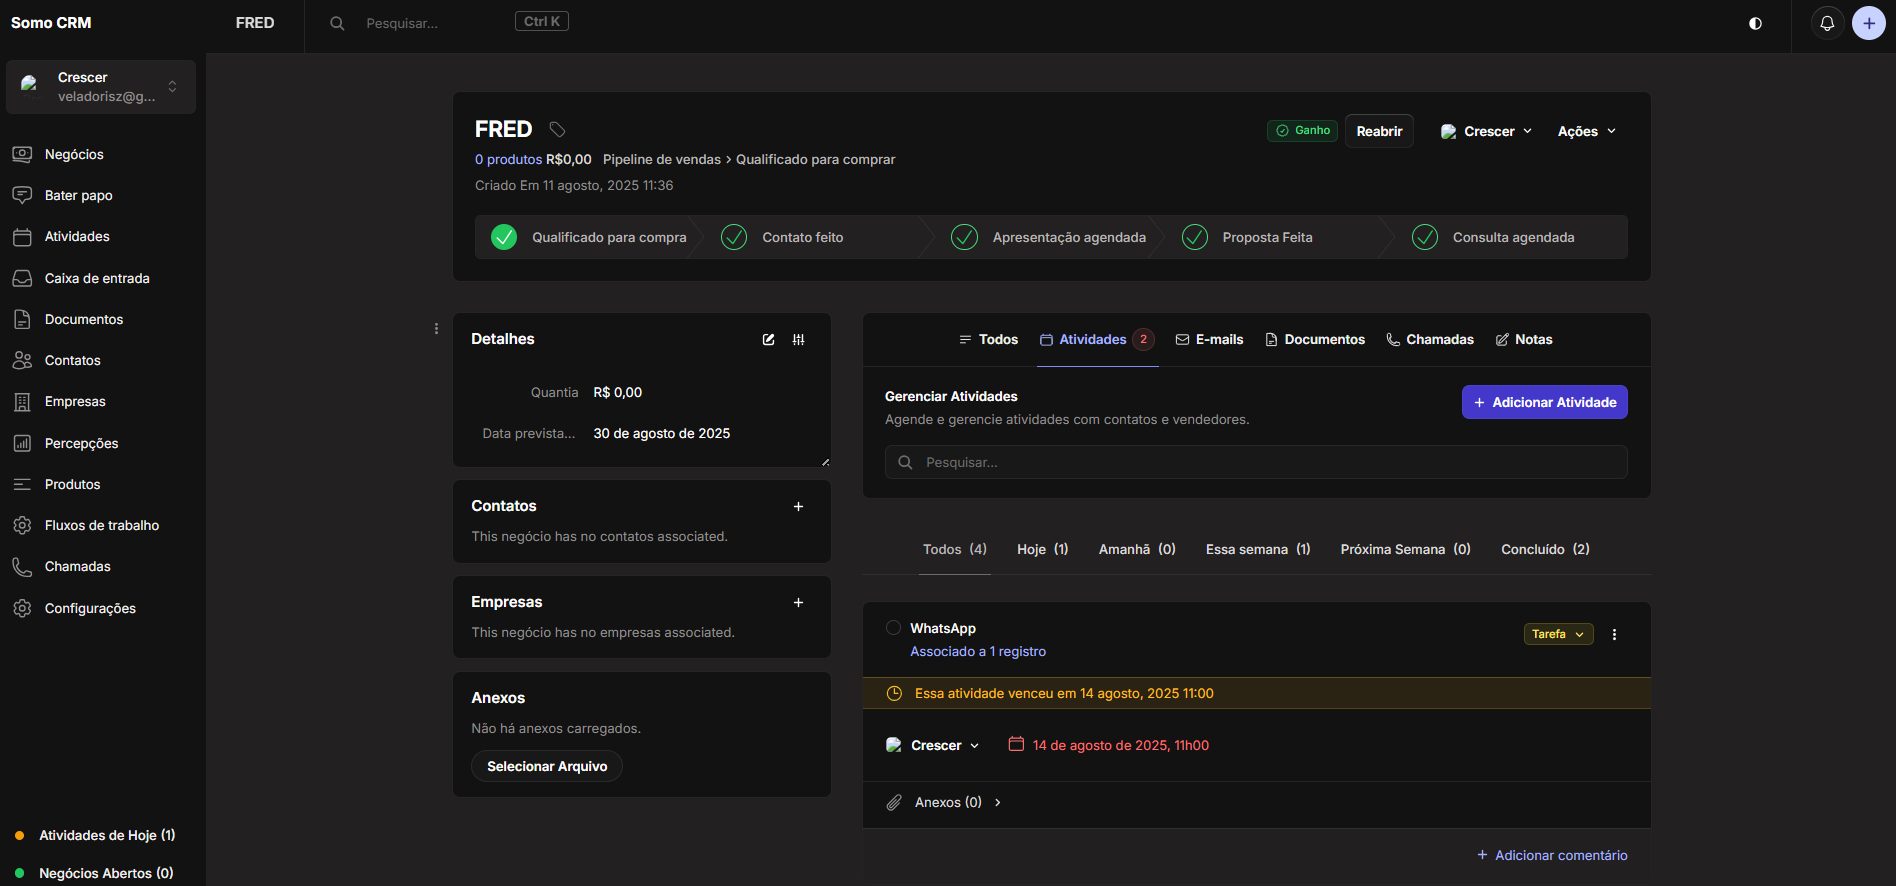 Somo CRM
FRED
Pesquisar...
Ctrl K
Crescer
veladorisz@g...
Negócios
Bater papo
Atividades
Caixa de entrada
Documentos
Contatos
Empresas
Percepções
Produtos
Fluxos de trabalho
Chamadas
Configurações
Atividades de Hoje (1)
Negócios Abertos (0)
FRED
Ganho
Reabrir
Crescer
Ações
0 produtos R$0,00 Pipeline de vendas > Qualificado para comprar
Criado Em 11 agosto, 2025 11:36
Qualificado para compra
Contato feito
Apresentação agendada
Proposta Feita
Consulta agendada
Detalhes
Quantia R$ 0,00
Data prevista... 30 de agosto de 2025
Contatos
This negócio has no contatos associated.
Empresas
This negócio has no empresas associated.
Anexos
Não há anexos carregados.
Selecionar Arquivo
Todos
Atividades 2
E-mails
Documentos
Chamadas
Notas
Gerenciar Atividades
Agende e gerencie atividades com contatos e vendedores.
+ Adicionar Atividade
Pesquisar...
Todos (4)
Hoje (1)
Amanhã (0)
Essa semana (1)
Próxima Semana (0)
Concluído (2)
WhatsApp
Associado a 1 registro
Tarefa
Essa atividade venceu em 14 agosto, 2025 11:00
Crescer
14 de agosto de 2025, 11h00
Anexos (0) >
+ Adicionar comentário